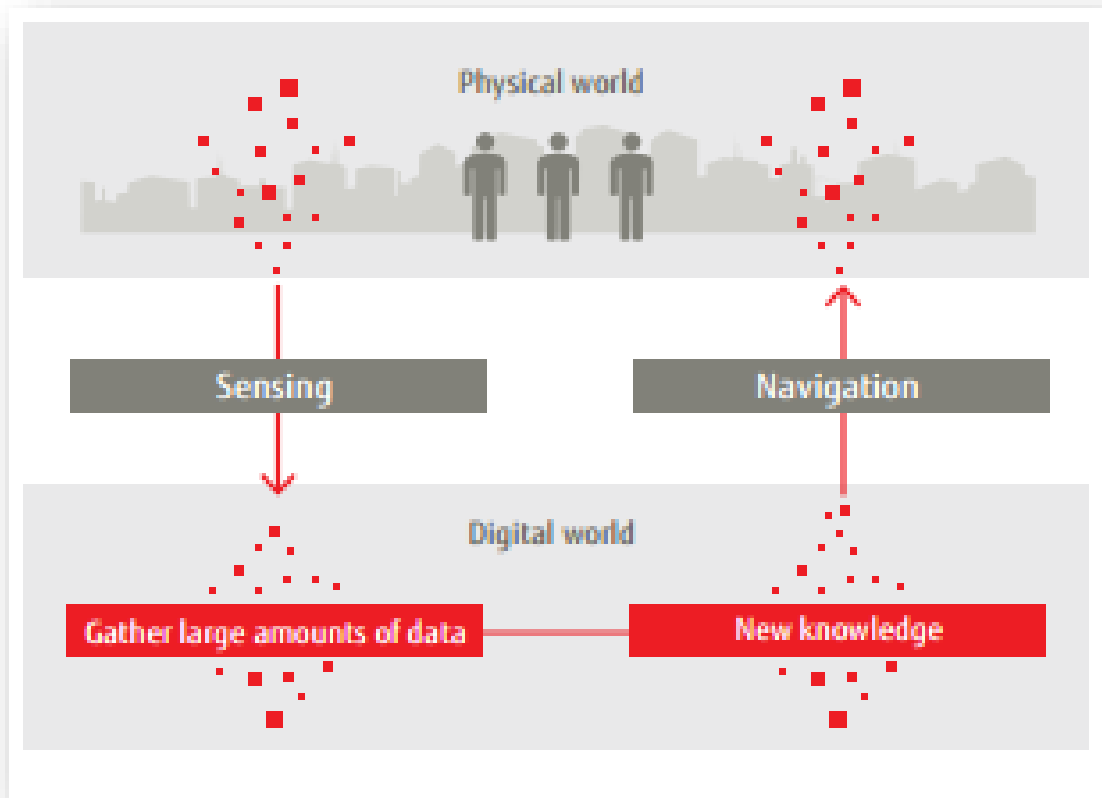 Physical world
Sensing
Navigation
Digital world
Gather large amounts of data
New knowledge